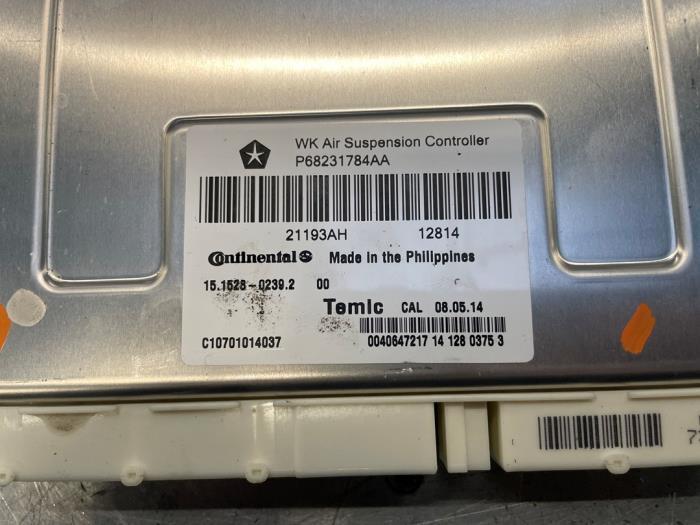 WK Air Suspension Controller
P68231784AA
21193AH 12814
Continental Made in the Philippines
15.1528-0239.2 00
Temic CAL 08.05.14
C10701014037 0040647217 14 128 0375 3